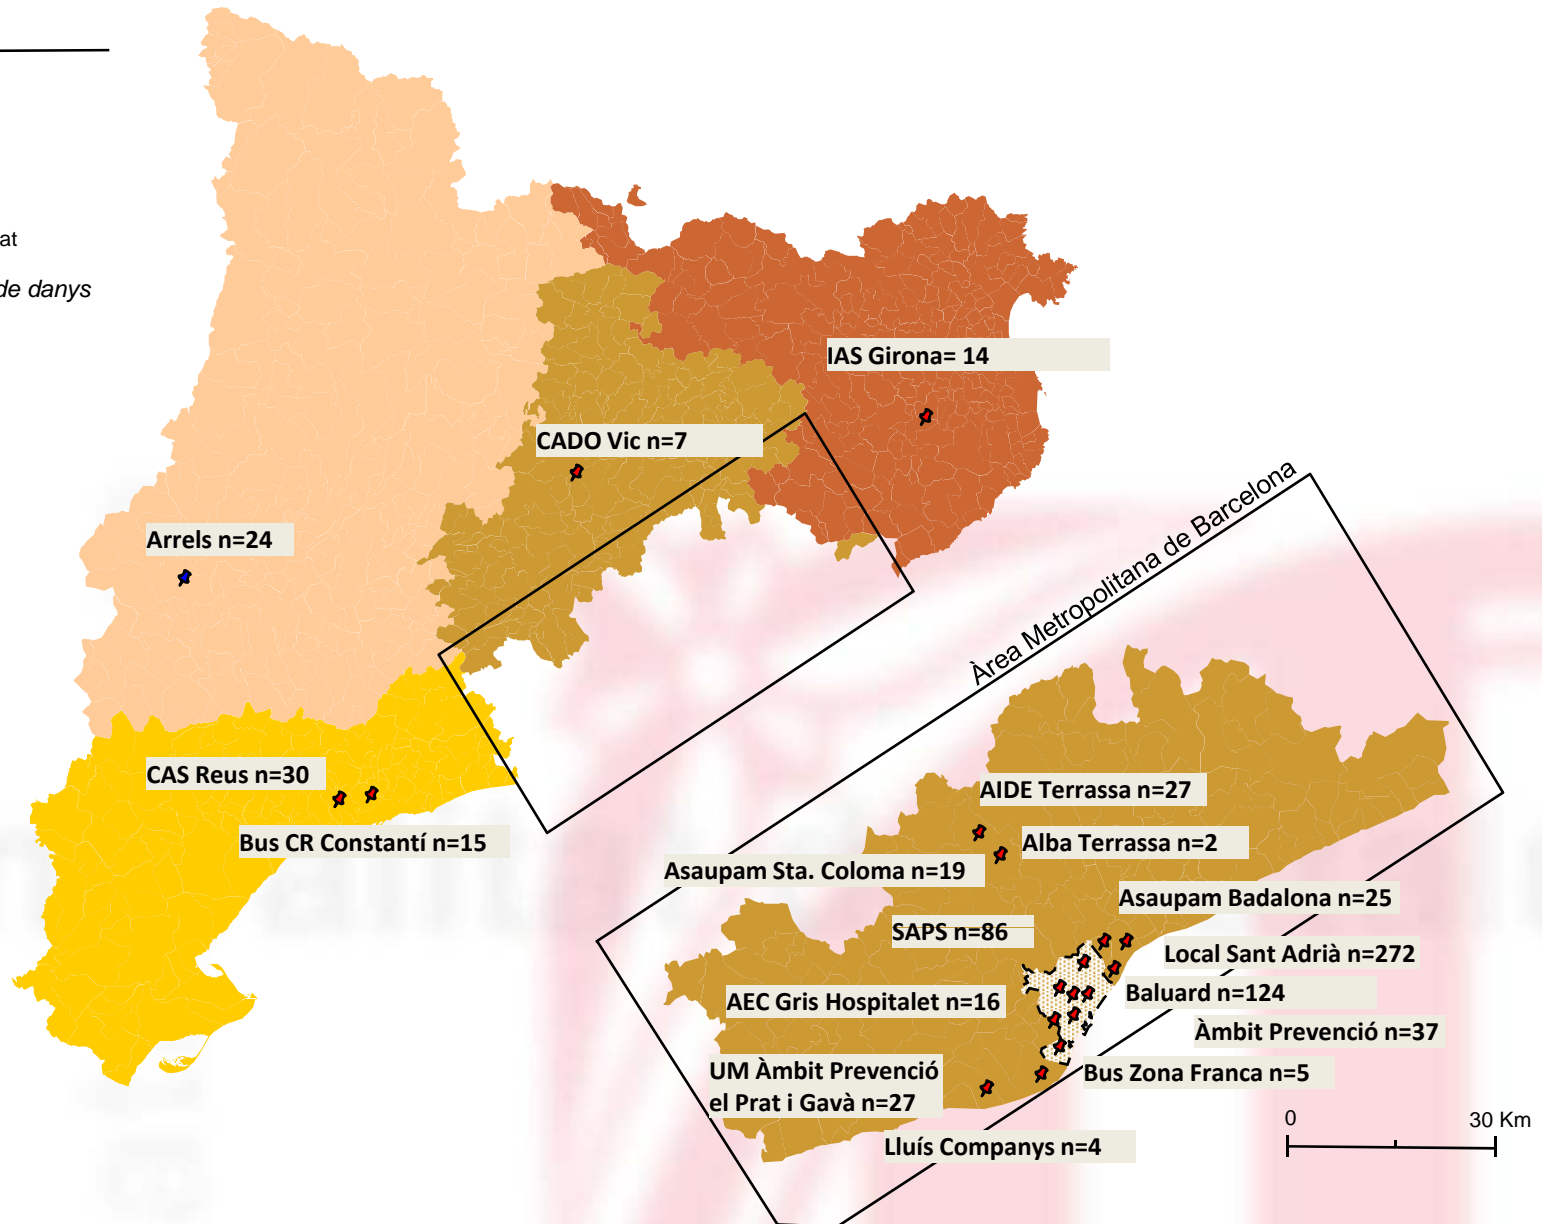 at
de danys
IAS Girona= 14
CADO Vic n=7
Àrea Metropolitana de Barcelona
Arrels n=24
CAS Reus n=30
Bus CR Constantí n=15
AIDE Terrassa n=27
Alba Terrassa n=2
Asaupam Sta. Coloma n=19
Asaupam Badalona n=25
SAPS n=86
Local Sant Adrià n=272
AEC Gris Hospitalet n=16
Baluard n=124
Àmbit Prevenció n=37
UM Àmbit Prevenció
el Prat i Gavà n=27
Bus Zona Franca n=5
Lluís Companys n=4
0 30 Km